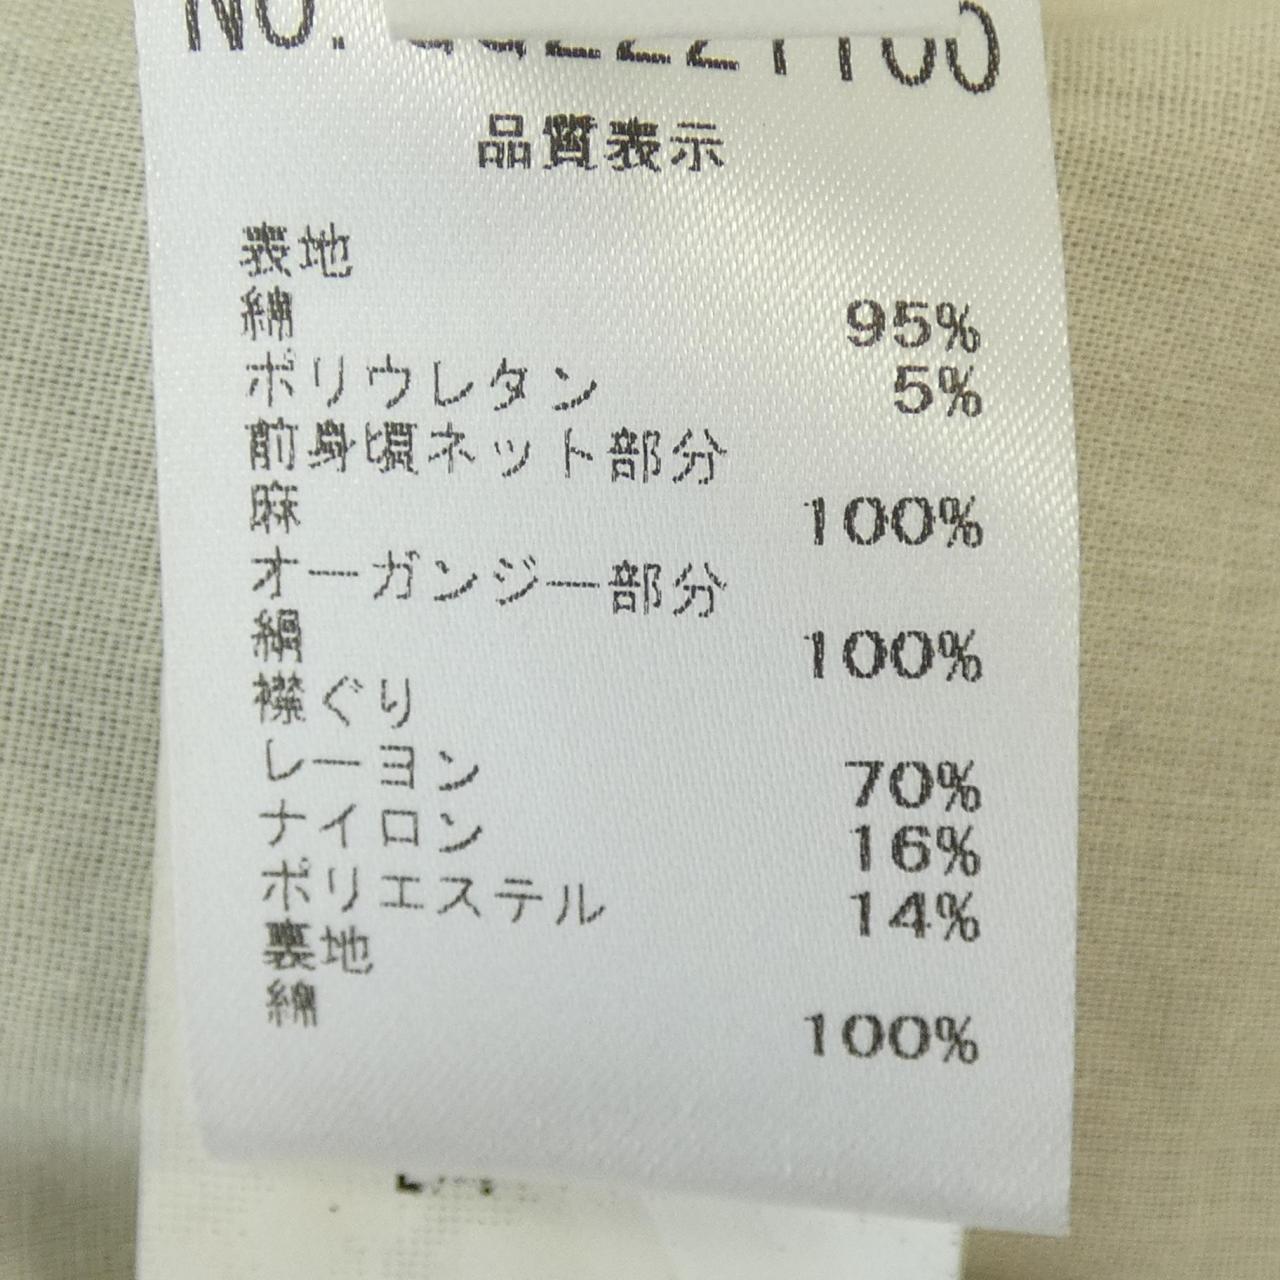 品質表示
表地
綿 95%
ポリウレタン 5%
前身頃ネット部分
麻 100%
オーガンジー部分
絹 100%
襟ぐり
レーヨン 70%
ナイロン 16%
ポリエステル 14%
裏地
綿 100%